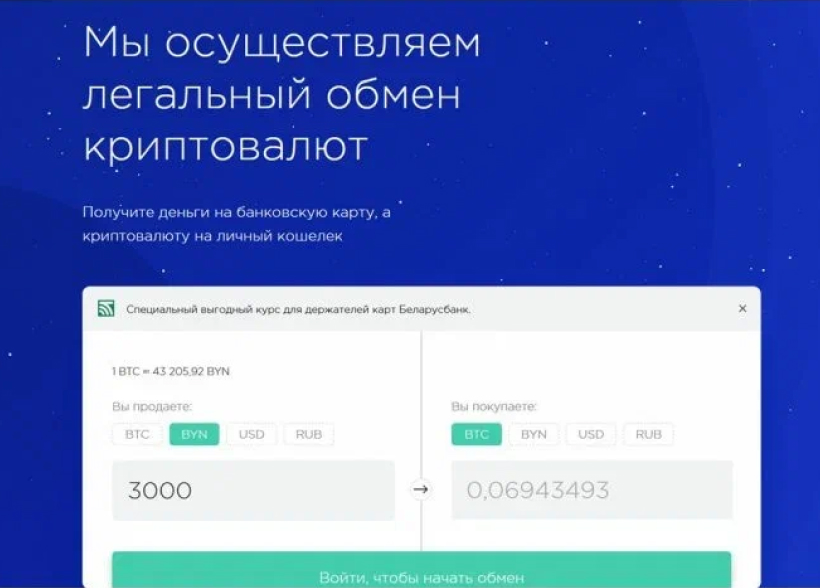 Мы осуществляем
легальный обмен
криптовалют
Получите деньги на банковскую карту, а
криптовалюту на личный кошелек
Специальный выгодный курс для держателей карт Беларусбанк.
1 BTC = 43 205,92 BYN
Вы продаете:
BTC BYN USD RUB
3000
Вы покупаете:
BTC BYN USD RUB
0,06943493
Войти, чтобы начать обмен